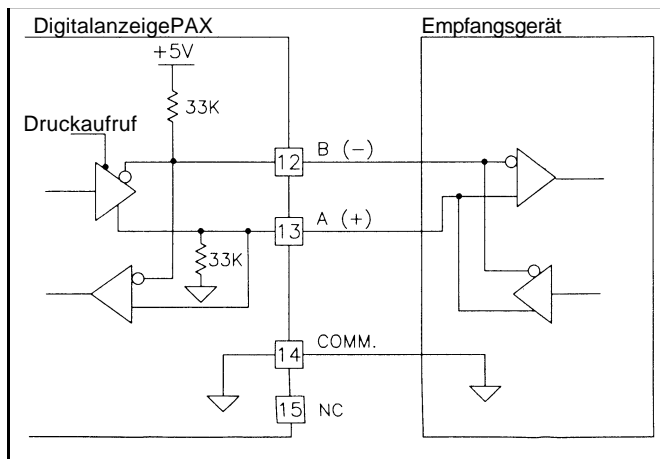 DigitalanzeigePAX
Empfangsgerät
+5V
33K
Druckaufruf
12
B (-)
13
A (+)
33K
14
COMM.
15
NC